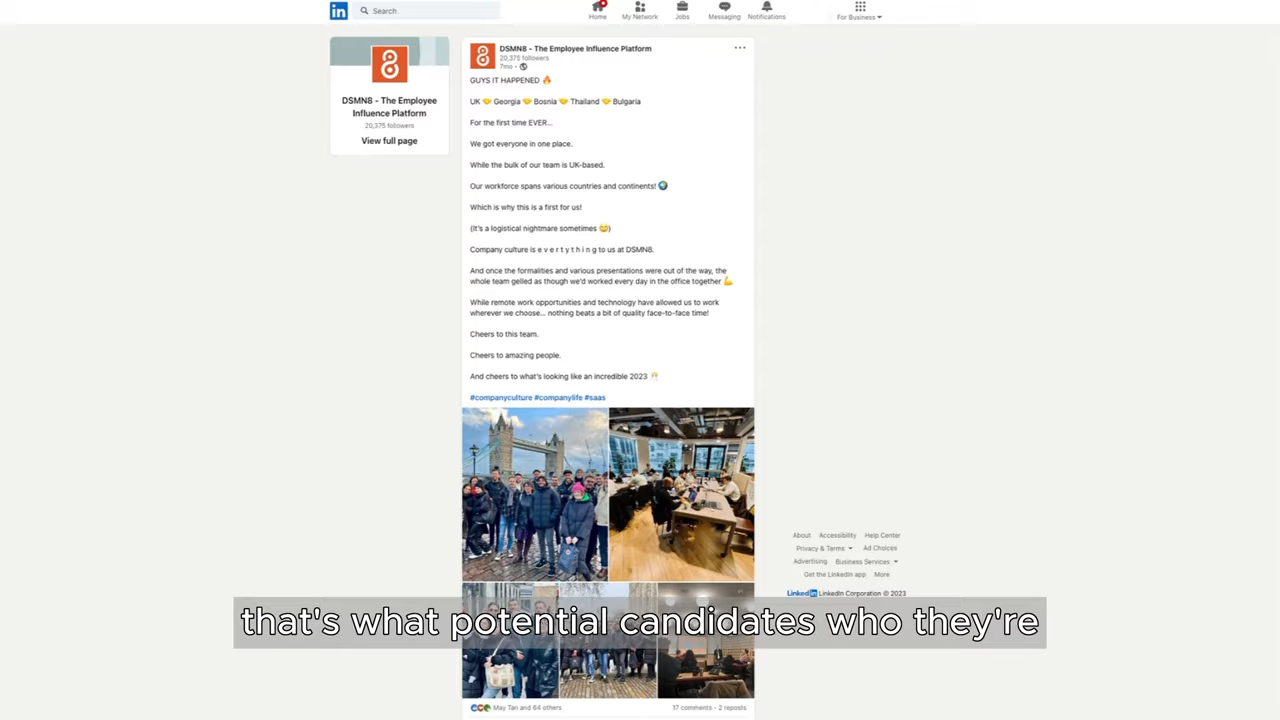 in Search
Home My Network Jobs Messaging Notifications For Business
DSMN8 - The Employee
Influence Platform
20,375 followers
View full page
DSMN8 - The Employee Influence Platform
20,375 followers
7mo •
GUYS IT HAPPENED 🔥
UK 🤝 Georgia 🤝 Bosnia 🤝 Thailand 🤝 Bulgaria
For the first time EVER...
We got everyone in one place.
While the bulk of our team is UK-based.
Our workforce spans various countries and continents! 🌍
Which is why this is a first for us!
(It's a logistical nightmare sometimes 😅)
Company culture is e v e r t y t h i n g to us at DSMN8.
And once the formalities and various presentations were out of the way, the
whole team gelled as though we'd worked every day in the office together 💪
While remote work opportunities and technology have allowed us to work
wherever we choose... nothing beats a bit of quality face-to-face time!
Cheers to this team.
Cheers to amazing people.
And cheers to what's looking like an incredible 2023 🥂
#companyculture #companylife #saas
About Accessibility Help Center
Privacy & Terms Ad Choices
Advertising Business Services
Get the LinkedIn app More
LinkedIn LinkedIn Corporation © 2023
that's what potential candidates who they're
May Tan and 64 others 17 comments • 2 reposts